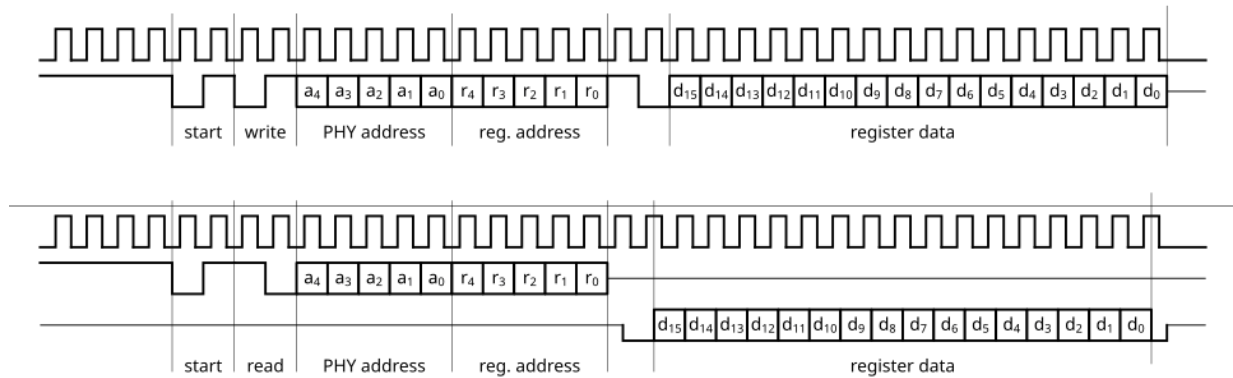 a₄ a₃ a₂ a₁ a₀ r₄ r₃ r₂ r₁ r₀ d₁₅ d₁₄ d₁₃ d₁₂ d₁₁ d₁₀ d₉ d₈ d₇ d₆ d₅ d₄ d₃ d₂ d₁ d₀
start write PHY address reg. address register data
a₄ a₃ a₂ a₁ a₀ r₄ r₃ r₂ r₁ r₀
d₁₅ d₁₄ d₁₃ d₁₂ d₁₁ d₁₀ d₉ d₈ d₇ d₆ d₅ d₄ d₃ d₂ d₁ d₀
start read PHY address reg. address register data